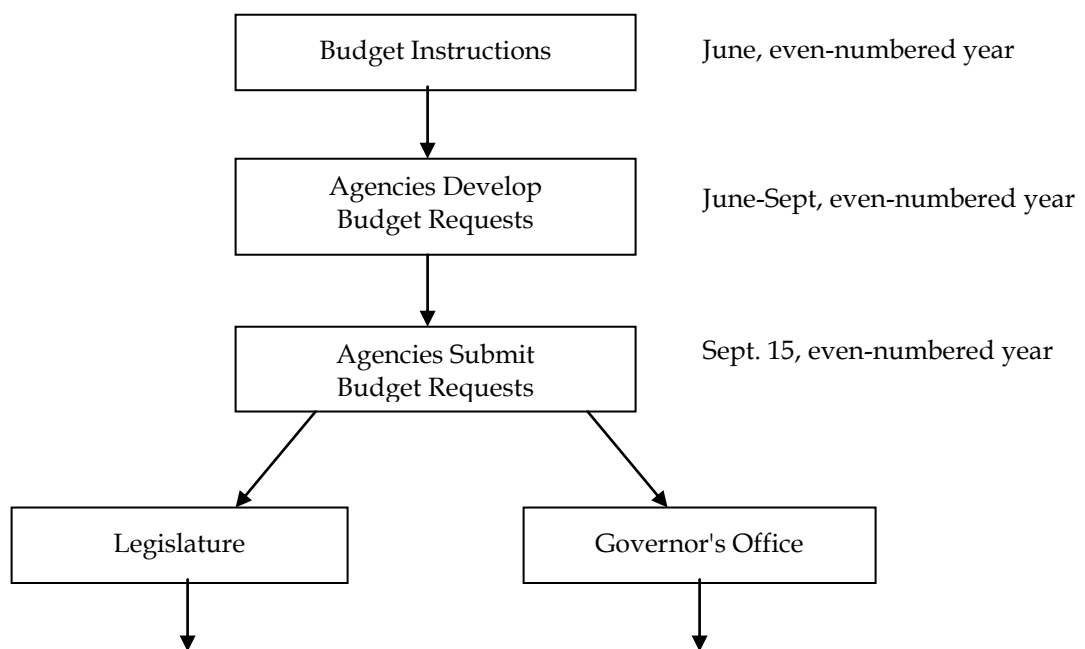 Budget Instructions
June, even-numbered year
Agencies Develop
Budget Requests
June-Sept, even-numbered year
Agencies Submit
Budget Requests
Sept. 15, even-numbered year
Legislature
Governor's Office